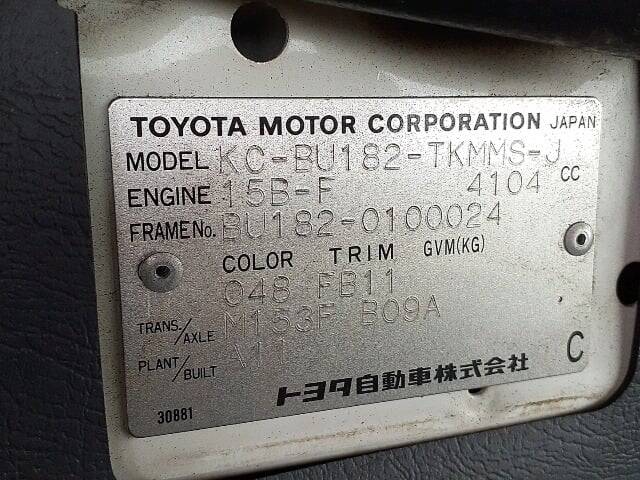 TOYOTA MOTOR CORPORATION JAPAN
MODEL KC-BU182-TKMMS-J
ENGINE 15B-F 4104 CC
FRAME No. BU182-0100024
COLOR TRIM GVM(KG)
048 FB11
TRANS./AXLE M153F B09A
PLANT/BUILT A11
トヨタ自動車株式会社 C
30881